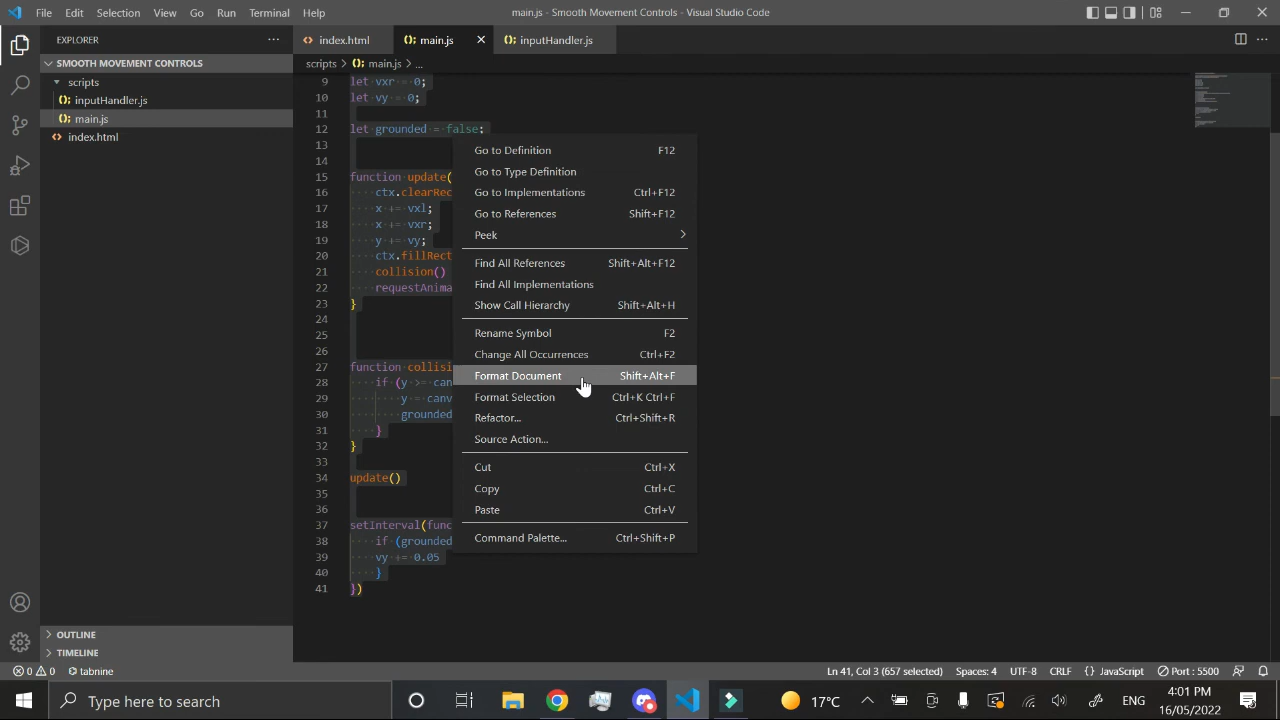 File Edit Selection View Go Run Terminal Help
main.js - Smooth Movement Controls - Visual Studio Code
EXPLORER
SMOOTH MOVEMENT CONTROLS
scripts
inputHandler.js
main.js
index.html
OUTLINE
TIMELINE
index.html main.js inputHandler.js
scripts > main.js > ...
9 let vxr = 0;
10 let vy = 0;
11
12 let grounded = false;
13
14
15 function update(
16 ctx.clearRec
17 x += vxl;
18 x += vxr;
19 y += vy;
20 ctx.fillRect
21 collision()
22 requestAnima
23 }
24
25
26
27 function collisi
28 if (y >= can
29 y = canv
30 grounded
31 }
32 }
33
34 update()
35
36
37 setInterval(func
38 if (grounded
39 vy += 0.05
40 }
41 })
Go to Definition F12
Go to Type Definition
Go to Implementations Ctrl+F12
Go to References Shift+F12
Peek
Find All References Shift+Alt+F12
Find All Implementations
Show Call Hierarchy Shift+Alt+H
Rename Symbol F2
Change All Occurrences Ctrl+F2
Format Document Shift+Alt+F
Format Selection Ctrl+K Ctrl+F
Refactor... Ctrl+Shift+R
Source Action...
Cut Ctrl+X
Copy Ctrl+C
Paste Ctrl+V
Command Palette... Ctrl+Shift+P
0 0 tabnine
Ln 41, Col 3 (657 selected) Spaces: 4 UTF-8 CRLF {} JavaScript Port : 5500
Type here to search
17°C
ENG
4:01 PM
16/05/2022